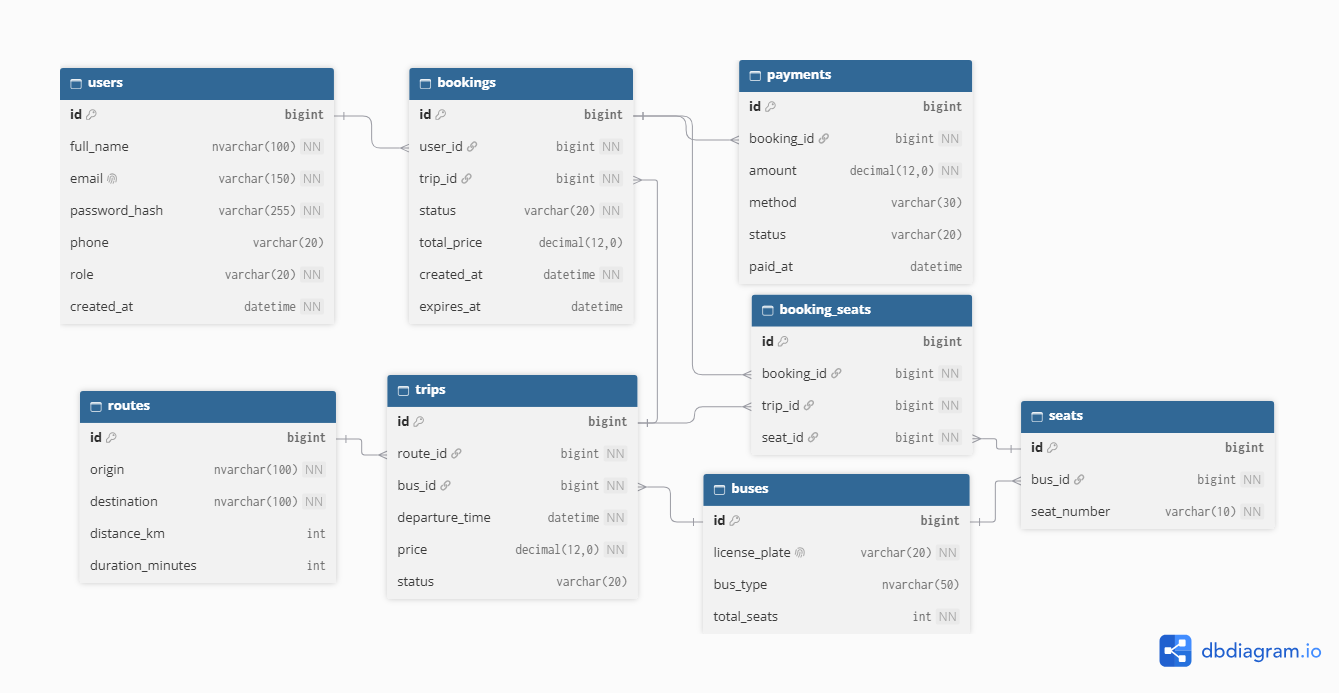 users
id bigint
full_name nvarchar(100) NN
email varchar(150) NN
password_hash varchar(255) NN
phone varchar(20)
role varchar(20) NN
created_at datetime NN
bookings
id bigint
user_id bigint NN
trip_id bigint NN
status varchar(20) NN
total_price decimal(12,0)
created_at datetime NN
expires_at datetime
payments
id bigint
booking_id bigint NN
amount decimal(12,0) NN
method varchar(30)
status varchar(20)
paid_at datetime
booking_seats
id bigint
booking_id bigint NN
trip_id bigint NN
seat_id bigint NN
routes
id bigint
origin nvarchar(100) NN
destination nvarchar(100) NN
distance_km int
duration_minutes int
trips
id bigint
route_id bigint NN
bus_id bigint NN
departure_time datetime NN
price decimal(12,0) NN
status varchar(20)
buses
id bigint
license_plate varchar(20) NN
bus_type nvarchar(50)
total_seats int NN
seats
id bigint
bus_id bigint NN
seat_number varchar(10) NN
dbdiagram.io